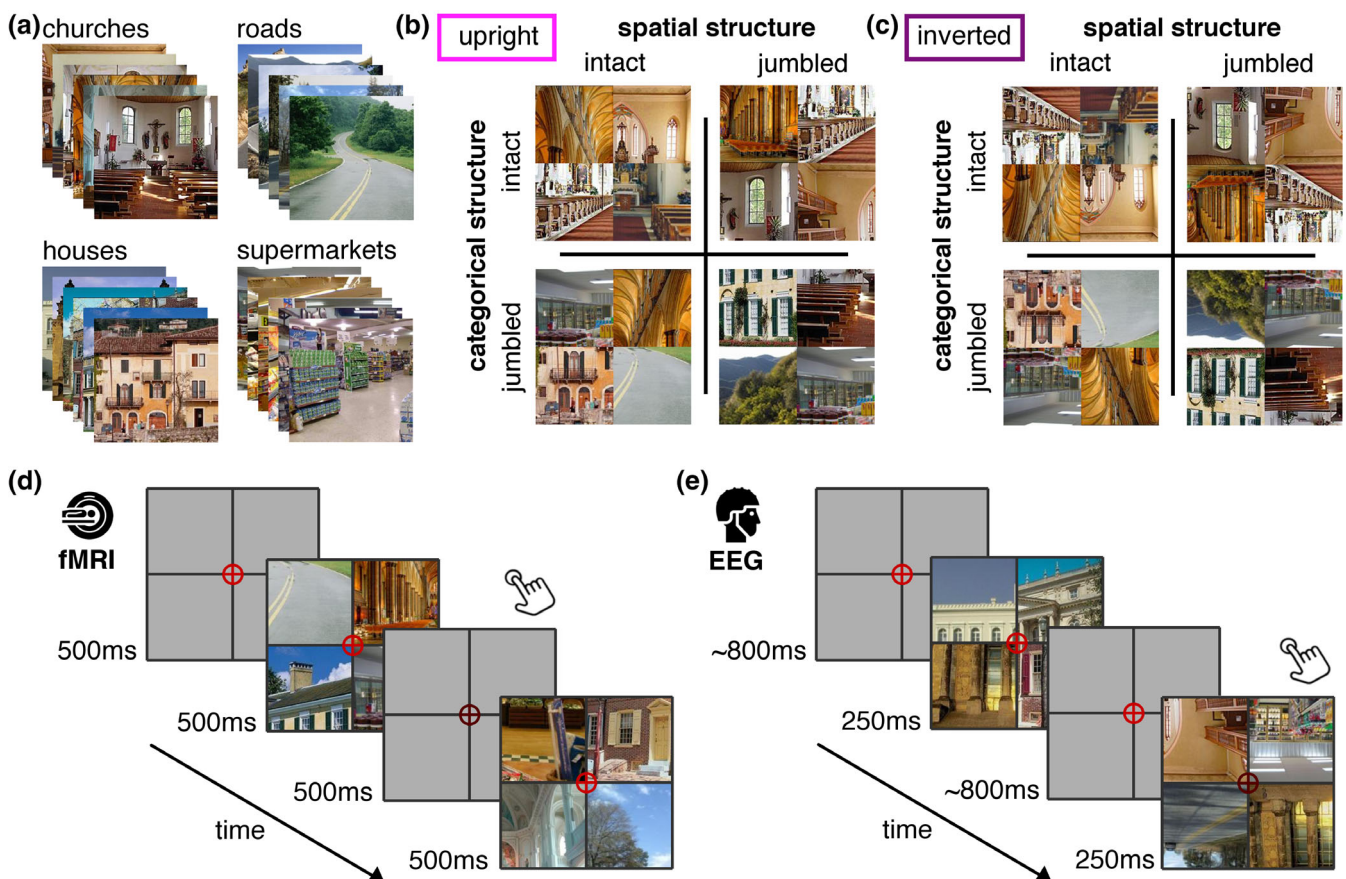 (a)
churches
roads
houses
supermarkets
(b)
upright
spatial structure
intact
jumbled
categorical structure
intact
jumbled
(c)
inverted
spatial structure
intact
jumbled
categorical structure
intact
jumbled
(d)
fMRI
500ms
500ms
500ms
500ms
time
(e)
EEG
~800ms
250ms
~800ms
250ms
time